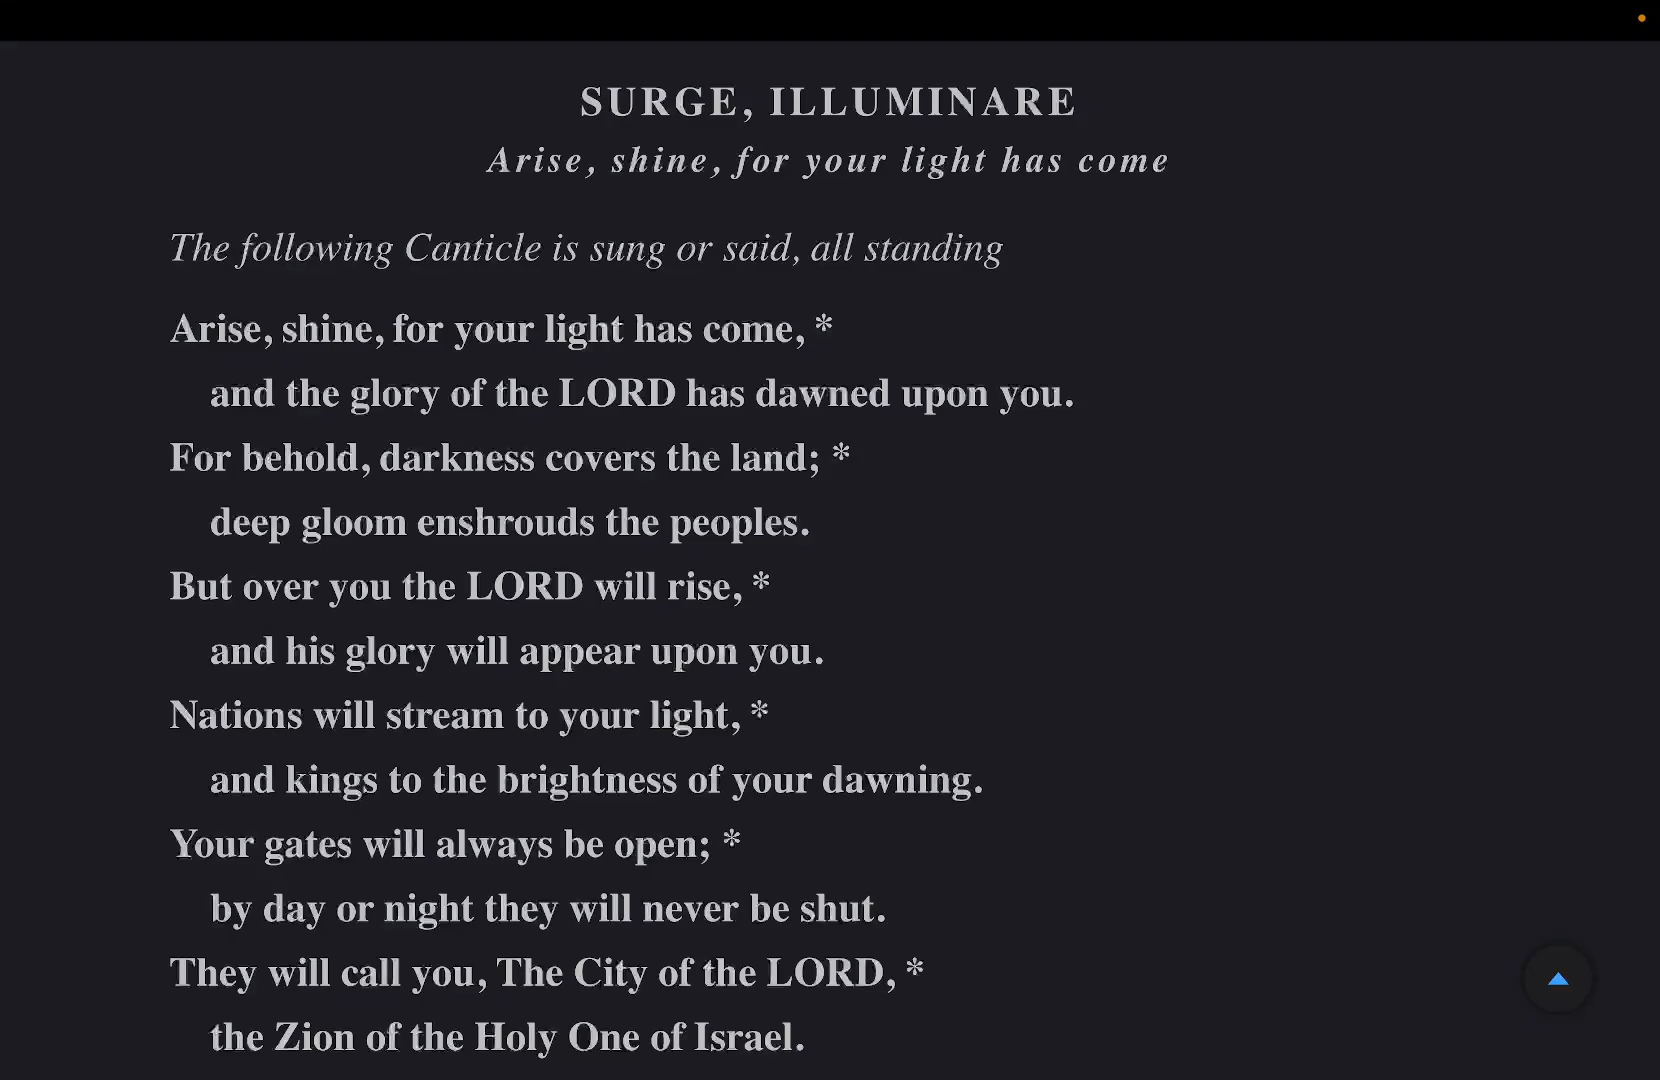 SURGE, ILLUMINARE
Arise, shine, for your light has come
The following Canticle is sung or said, all standing
Arise, shine, for your light has come, *
and the glory of the LORD has dawned upon you.
For behold, darkness covers the land; *
deep gloom enshrouds the peoples.
But over you the LORD will rise, *
and his glory will appear upon you.
Nations will stream to your light, *
and kings to the brightness of your dawning.
Your gates will always be open; *
by day or night they will never be shut.
They will call you, The City of the LORD, *
the Zion of the Holy One of Israel.